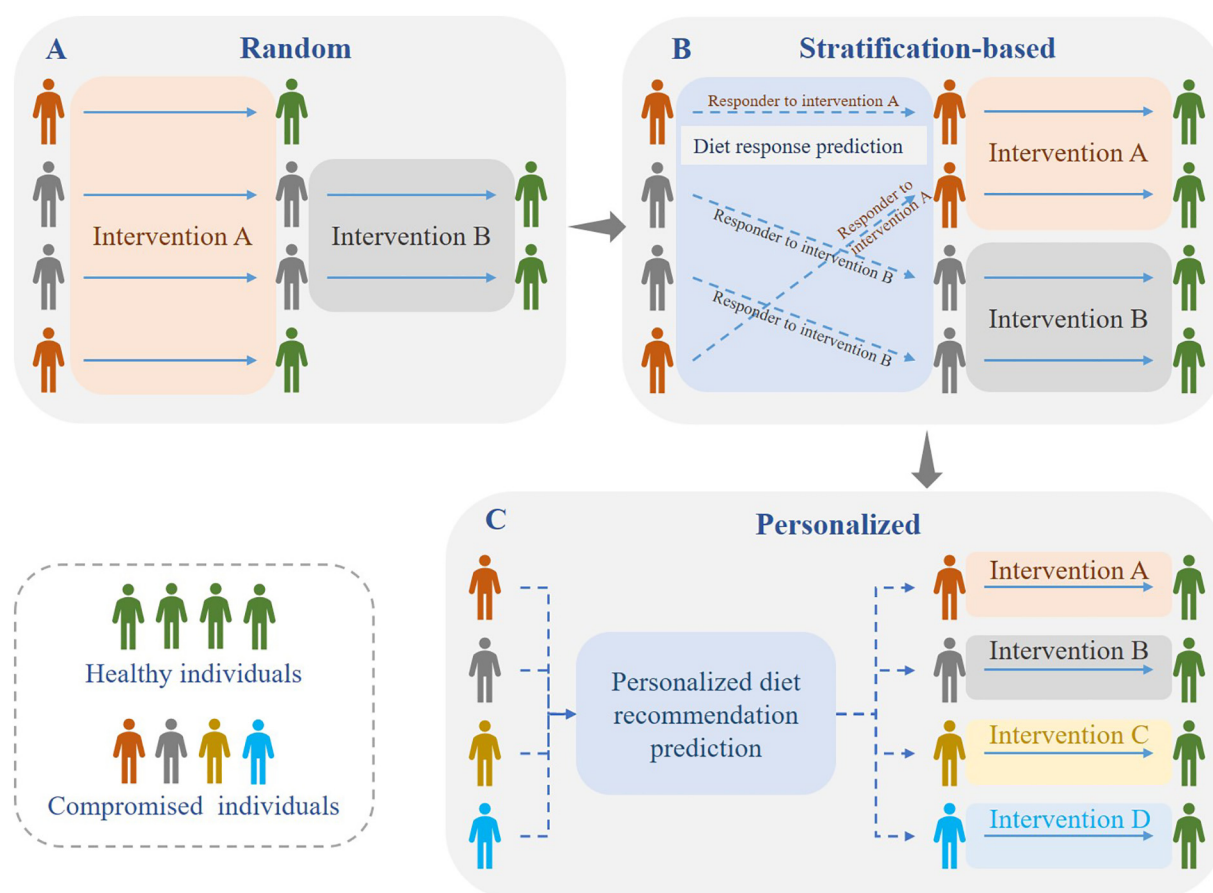 A
Random
Intervention A
Intervention B
B
Stratification-based
Responder to intervention A
Diet response prediction
Responder to
intervention A
Responder to intervention B
Responder to intervention B
Intervention A
Intervention B
C
Personalized
Personalized diet
recommendation
prediction
Intervention A
Intervention B
Intervention C
Intervention D
Healthy individuals
Compromised individuals